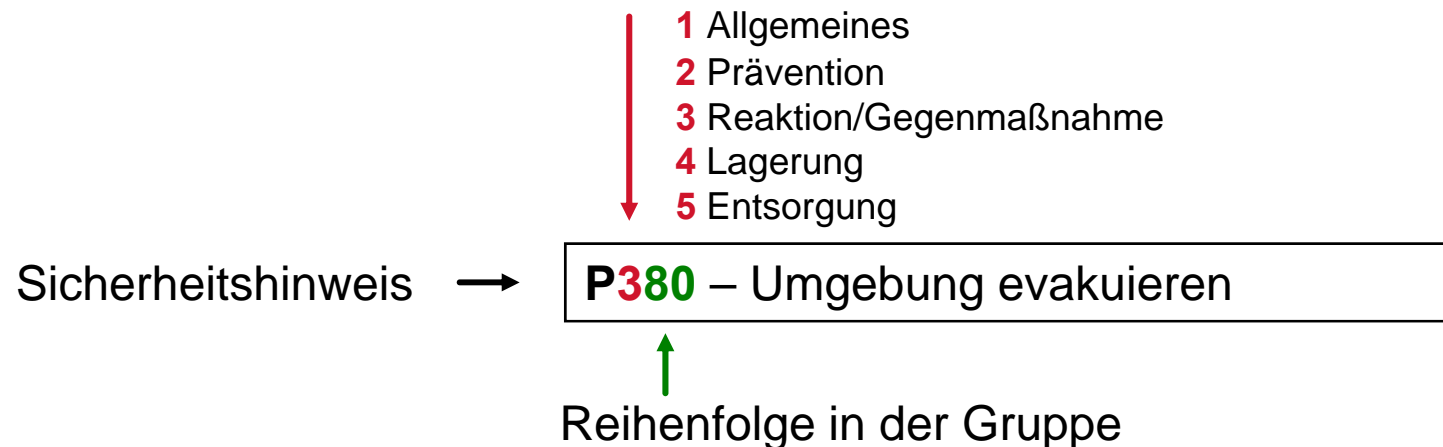 1 Allgemeines
2 Prävention
3 Reaktion/Gegenmaßnahme
4 Lagerung
5 Entsorgung
Sicherheitshinweis
P380 – Umgebung evakuieren
Reihenfolge in der Gruppe